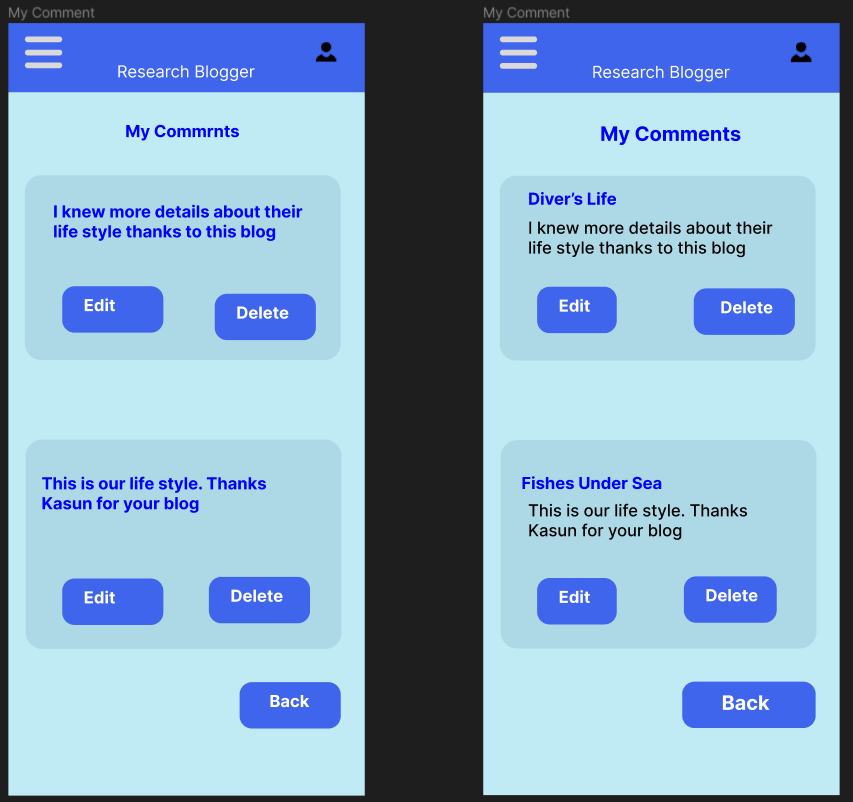 My Comment
Research Blogger
My Commrnts
I knew more details about their
life style thanks to this blog
Edit
Delete
This is our life style. Thanks
Kasun for your blog
Edit
Delete
Back
My Comment
Research Blogger
My Comments
Diver’s Life
I knew more details about their
life style thanks to this blog
Edit
Delete
Fishes Under Sea
This is our life style. Thanks
Kasun for your blog
Edit
Delete
Back